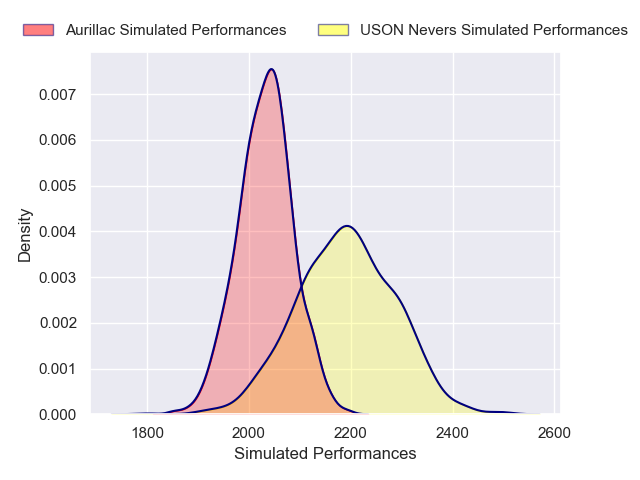 Aurillac Simulated Performances USON Nevers Simulated Performances
0.007
0.006
0.005
0.004
0.003
0.002
0.001
0.000
Density
1800 2000 2200 2400 2600
Simulated Performances